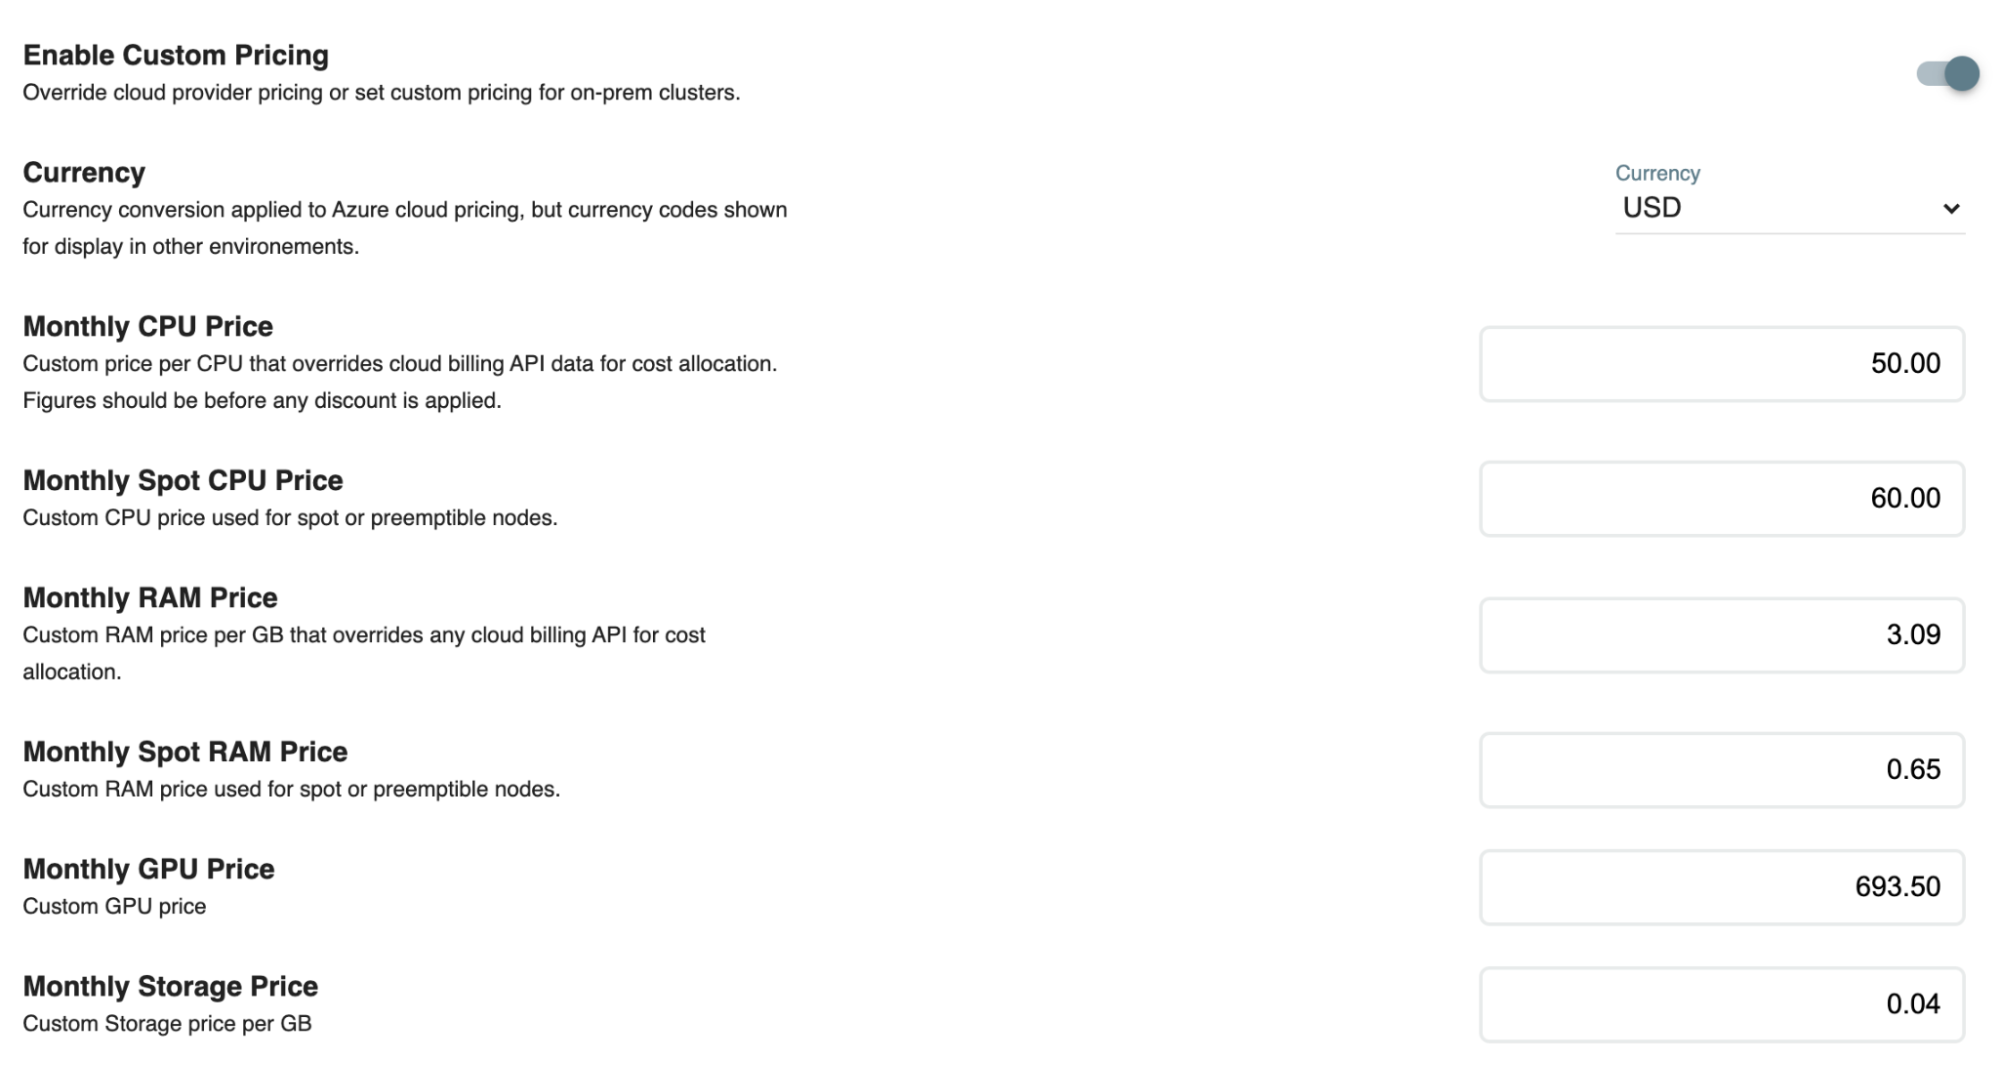 Enable Custom Pricing
Override cloud provider pricing or set custom pricing for on-prem clusters.
Currency
Currency conversion applied to Azure cloud pricing, but currency codes shown
for display in other environements.
Currency
USD
Monthly CPU Price
Custom price per CPU that overrides cloud billing API data for cost allocation.
Figures should be before any discount is applied.
50.00
Monthly Spot CPU Price
Custom CPU price used for spot or preemptible nodes.
60.00
Monthly RAM Price
Custom RAM price per GB that overrides any cloud billing API for cost
allocation.
3.09
Monthly Spot RAM Price
Custom RAM price used for spot or preemptible nodes.
0.65
Monthly GPU Price
Custom GPU price
693.50
Monthly Storage Price
Custom Storage price per GB
0.04